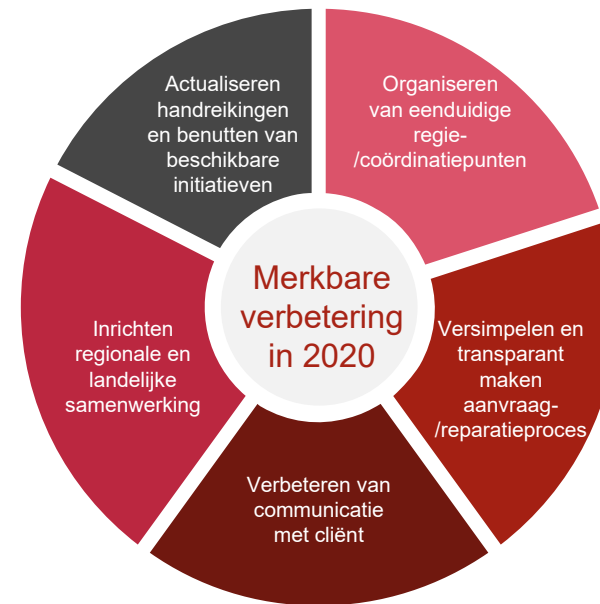 Actualiseren
handreikingen
en benutten van
beschikbare
initiatieven
Organiseren
van eenduidige
regie-
/coördinatiepunten
Merkbare
verbetering
in 2020
Inrichten
regionale en
landelijke
samenwerking
Versimpelen en
transparant
maken
aanvraag-
/reparatieproces
Verbeteren van
communicatie
met cliënt